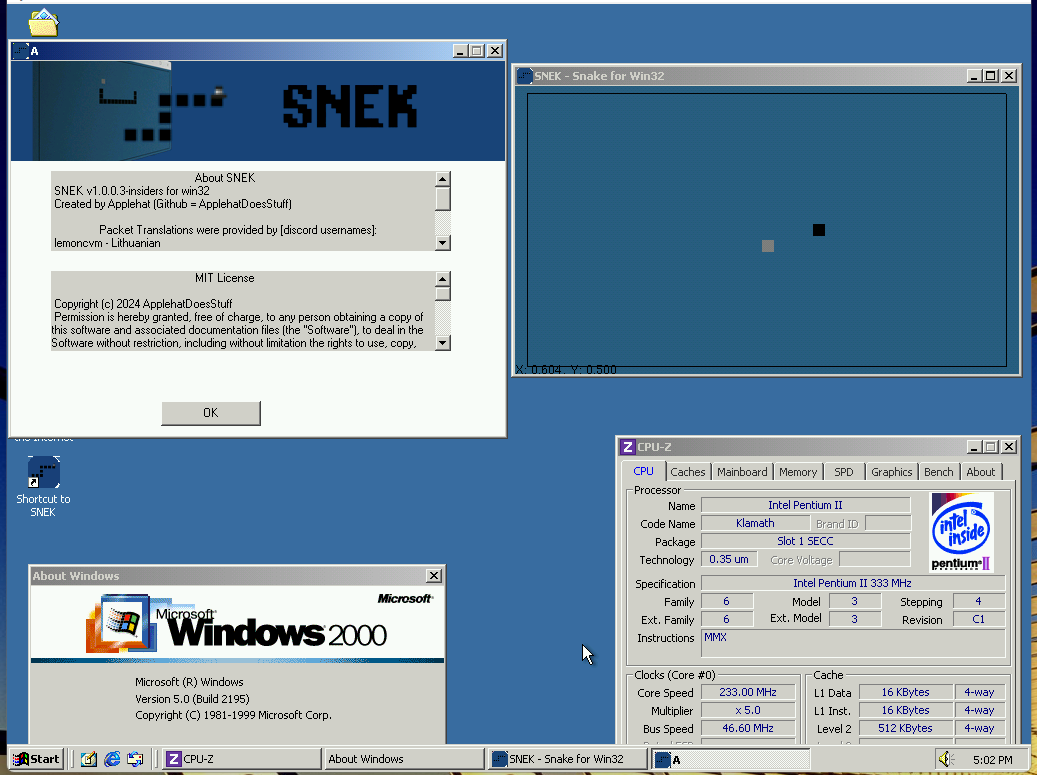 A
SNEK
About SNEK
SNEK v1.0.0.3-insiders for win32
Created by Applehat (Github = ApplehatDoesStuff)
Packet Translations were provided by [discord usernames]:
lemoncvm - Lithuanian
MIT License
Copyright (c) 2024 ApplehatDoesStuff
Permission is hereby granted, free of charge, to any person obtaining a copy of
this software and associated documentation files (the "Software"), to deal in the
Software without restriction, including without limitation the rights to use, copy,
OK
SNEK - Snake for Win32
X: 0.604, Y: 0.500
the Internet
Shortcut to
SNEK
CPU-Z
CPU Caches Mainboard Memory SPD Graphics Bench About
Processor
Name Intel Pentium II
Code Name Klamath Brand ID
Package Slot 1 SECC
Technology 0.35 um Core Voltage
intel inside
pentium II
Specification Intel Pentium II 333 MHz
Family 6 Model 3 Stepping 4
Ext. Family 6 Ext. Model 3 Revision C1
Instructions MMX
Clocks (Core #0) Cache
Core Speed 233.00 MHz L1 Data 16 KBytes 4-way
Multiplier x 5.0 L1 Inst. 16 KBytes 4-way
Bus Speed 46.60 MHz Level 2 512 KBytes 4-way
About Windows
Microsoft
Microsoft
Windows 2000
Microsoft (R) Windows
Version 5.0 (Build 2195)
Copyright (C) 1981-1999 Microsoft Corp.
Start CPU-Z About Windows SNEK - Snake for Win32 A 5:02 PM